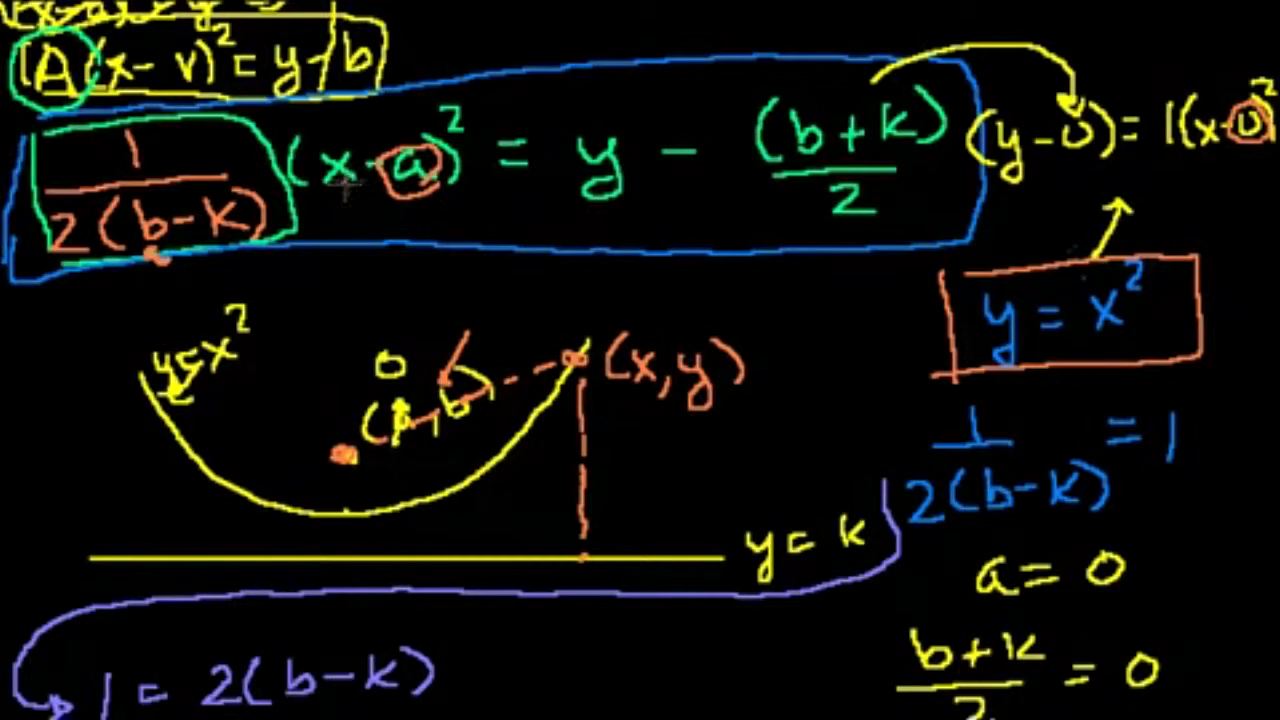 A(x-v)² = y-b
1/2(b-k) (x-a)² = y - (b+k)/2
(y-0) = 1(x-0)²
y = x²
y=x²
0
(x,y)
1/2(b-k) = 1
y = k
a = 0
b+k/2 = 0
1 = 2(b-k)